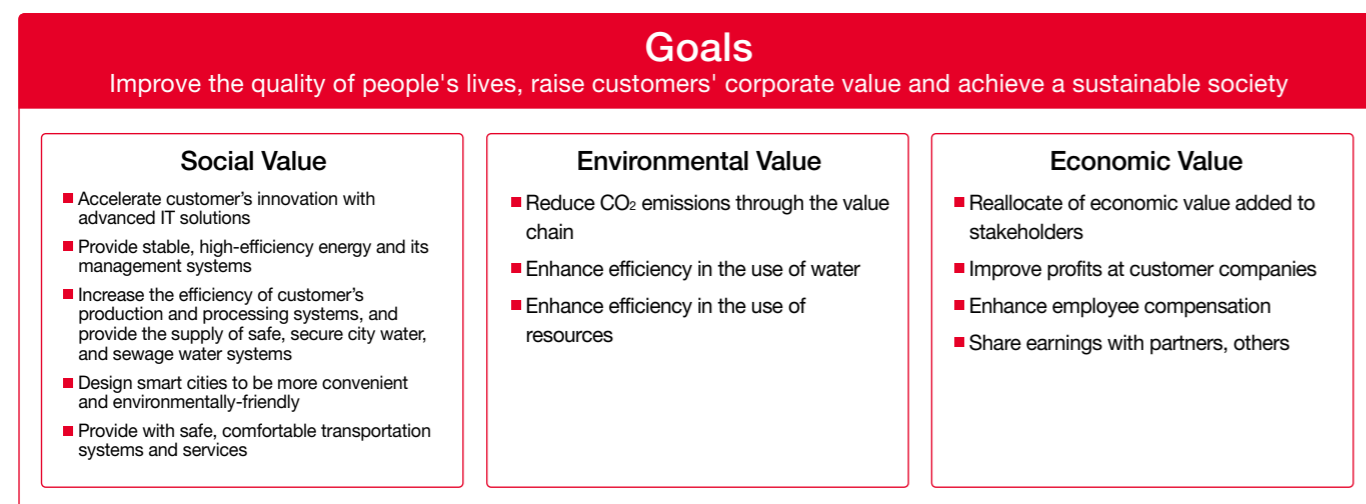 Goals
Improve the quality of people's lives, raise customers' corporate value and achieve a sustainable society
Social Value
■ Accelerate customer’s innovation with
advanced IT solutions
■ Provide stable, high-efficiency energy and its
management systems
■ Increase the efficiency of customer’s
production and processing systems, and
provide the supply of safe, secure city water,
and sewage water systems
■ Design smart cities to be more convenient
and environmentally-friendly
■ Provide with safe, comfortable transportation
systems and services
Environmental Value
■ Reduce CO₂ emissions through the value
chain
■ Enhance efficiency in the use of water
■ Enhance efficiency in the use of
resources
Economic Value
■ Reallocate of economic value added to
stakeholders
■ Improve profits at customer companies
■ Enhance employee compensation
■ Share earnings with partners, others